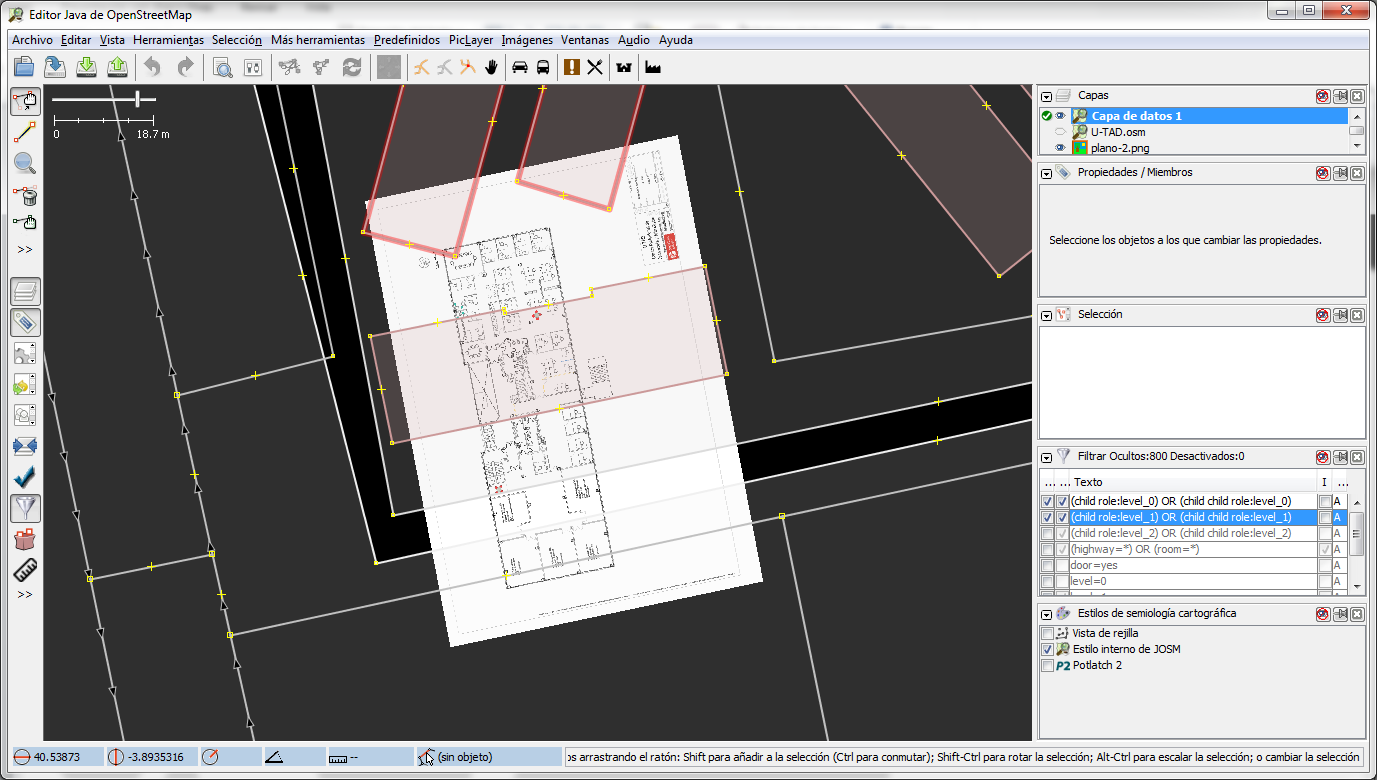 Editor Java de OpenStreetMap
Archivo Editar Vista Herramientas Selección Más herramientas Predefinidos PicLayer Imágenes Ventanas Audio Ayuda
0 18.7 m
>>
>>
Capas
Capa de datos 1
U-TAD.osm
plano-2.png
Propiedades / Miembros
Seleccione los objetos a los que cambiar las propiedades.
Selección
Filtrar Ocultos:800 Desactivados:0
... ... Texto I ...
(child role:level_0) OR (child child role:level_0) A
(child role:level_1) OR (child child role:level_1) A
(child role:level_2) OR (child child role:level_2) A
(highway=*) OR (room=*) A
door=yes A
level=0 A
Estilos de semiología cartográfica
Vista de rejilla
Estilo interno de JOSM
P2 Potlatch 2
40.53873 -3.8935316 -- (sin objeto) os arrastrando el ratón: Shift para añadir a la selección (Ctrl para conmutar); Shift-Ctrl para rotar la selección; Alt-Ctrl para escalar la selección; o cambiar la selección